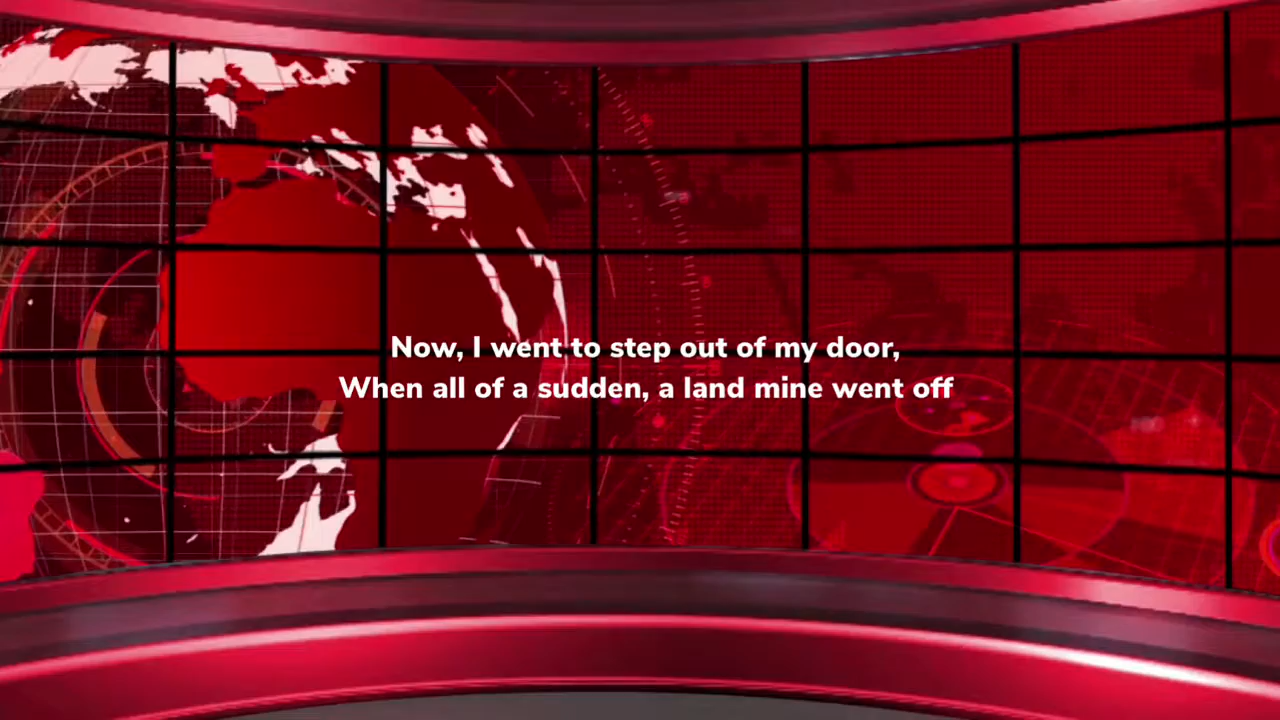 Now, I went to step out of my door,
When all of a sudden, a land mine went off